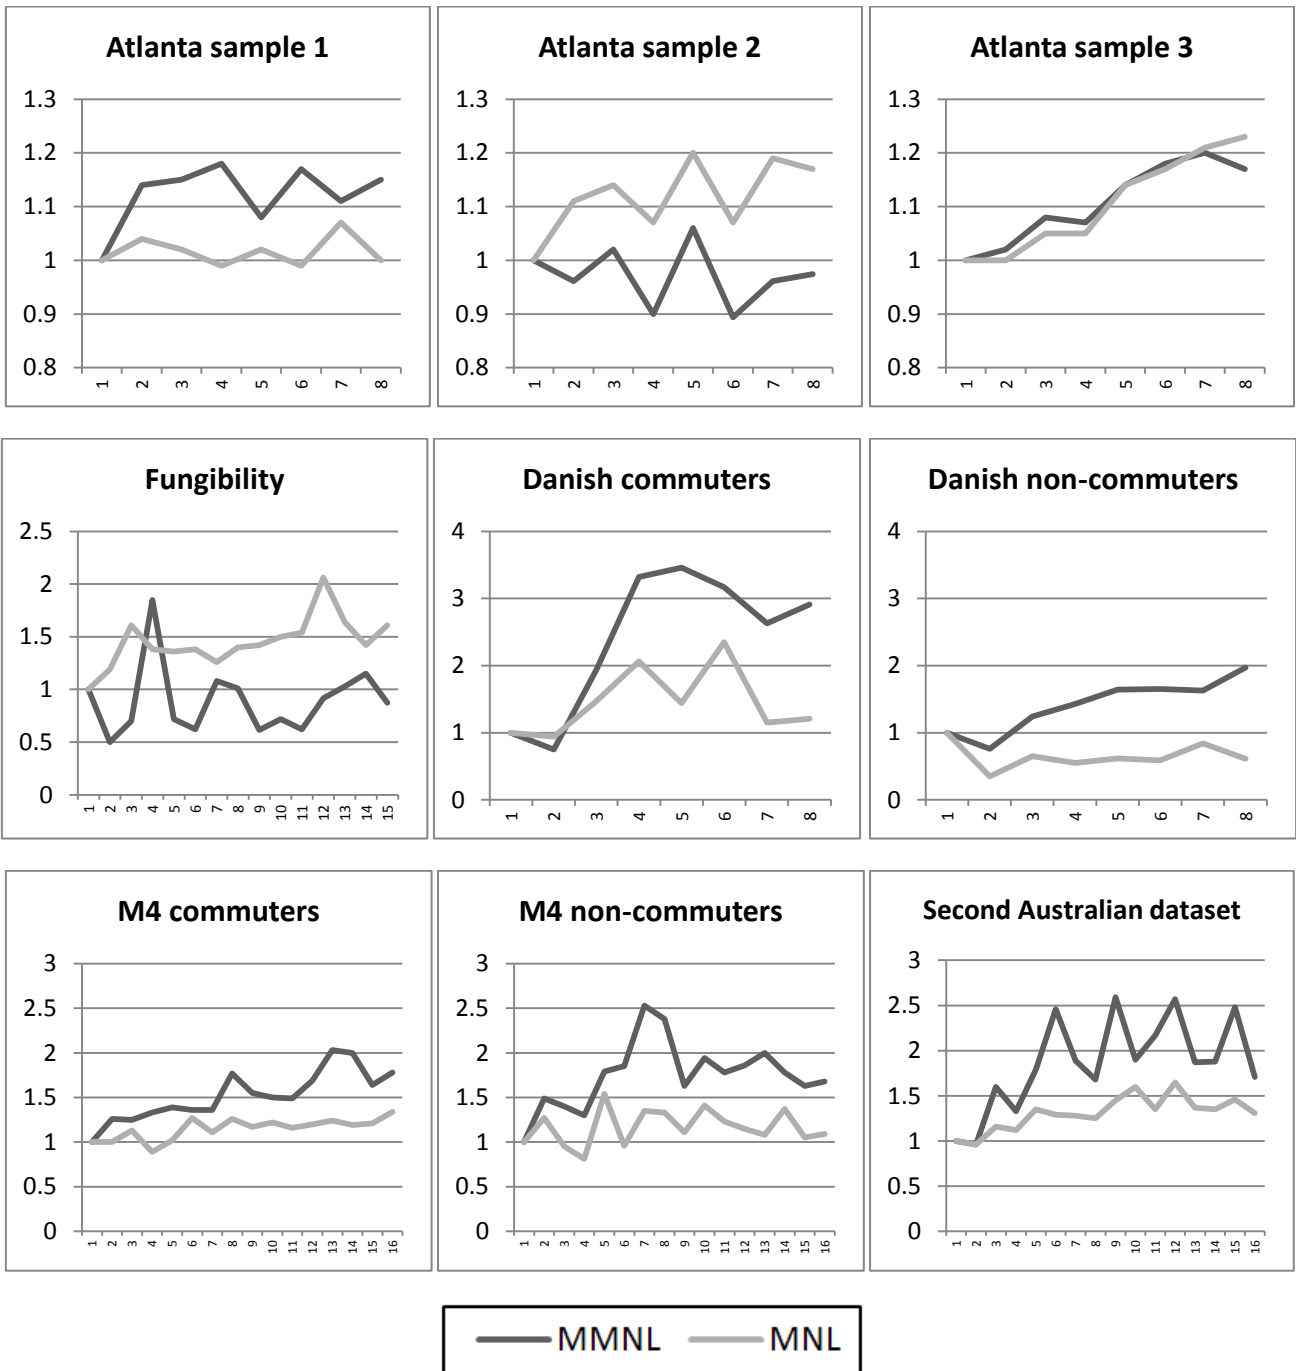 Atlanta sample 1
1.3
1.2
1.1
1
0.9
0.8
1 2 3 4 5 6 7 8
Atlanta sample 2
1.3
1.2
1.1
1
0.9
0.8
1 2 3 4 5 6 7 8
Atlanta sample 3
1.3
1.2
1.1
1
0.9
0.8
1 2 3 4 5 6 7 8
Fungibility
2.5
2
1.5
1
0.5
0
1 2 3 4 5 6 7 8 9 10 11 12 13 14 15
Danish commuters
4
3
2
1
0
1 2 3 4 5 6 7 8
Danish non-commuters
4
3
2
1
0
1 2 3 4 5 6 7 8
M4 commuters
3
2.5
2
1.5
1
0.5
0
1 2 3 4 5 6 7 8 9 10 11 12 13 14 15 16
M4 non-commuters
3
2.5
2
1.5
1
0.5
0
1 2 3 4 5 6 7 8 9 10 11 12 13 14 15 16
Second Australian dataset
3
2.5
2
1.5
1
0.5
0
1 2 3 4 5 6 7 8 9 10 11 12 13 14 15 16
MMNL MNL